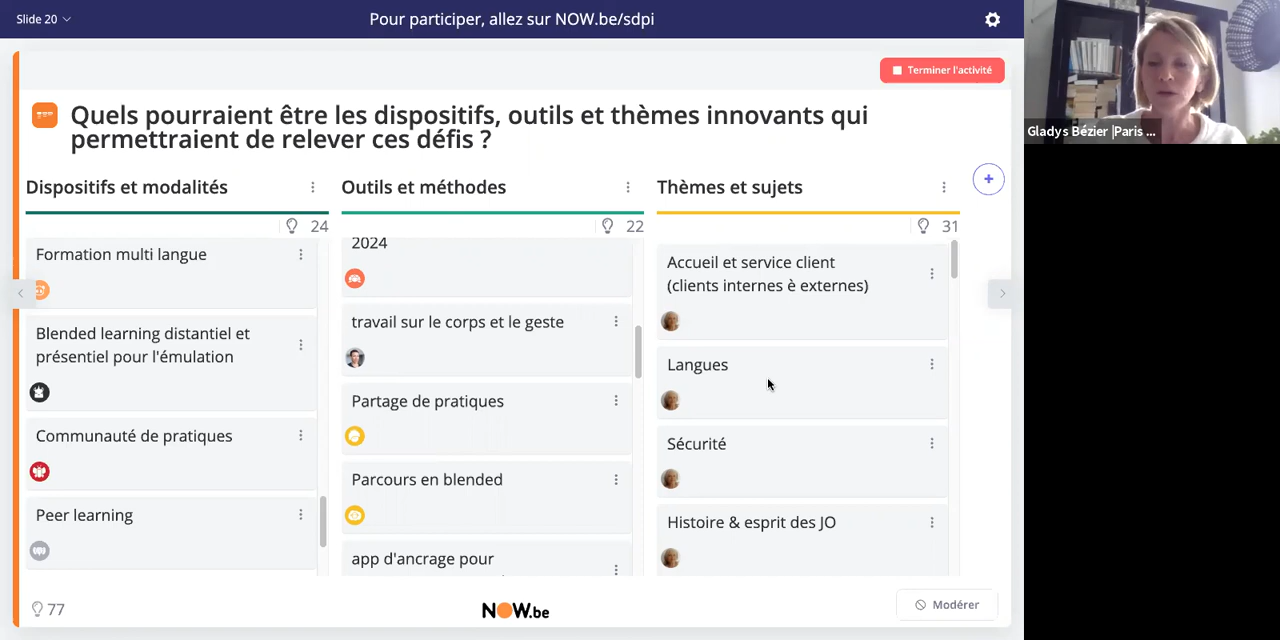 Slide 20
Pour participer, allez sur NOW.be/sdpi
Terminer l'activité
Quels pourraient être les dispositifs, outils et thèmes innovants qui
permettraient de relever ces défis ?
Dispositifs et modalités
24
Formation multi langue
Blended learning distantiel et
présentiel pour l'émulation
Communauté de pratiques
Peer learning
Outils et méthodes
22
2024
travail sur le corps et le geste
Partage de pratiques
Parcours en blended
app d'ancrage pour
Thèmes et sujets
31
Accueil et service client
(clients internes è externes)
Langues
Sécurité
Histoire & esprit des JO
77
NOW.be
Modérer
Gladys Bézier |Paris ...